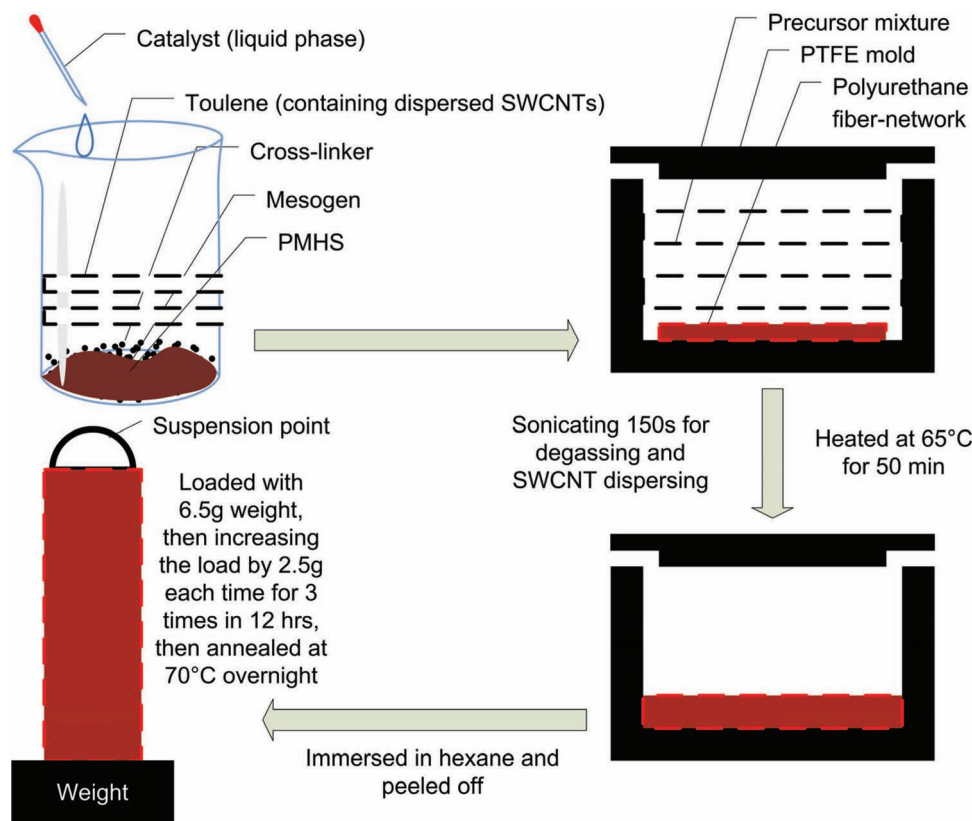 Catalyst (liquid phase)
Toulene (containing dispersed SWCNTs)
Cross-linker
Mesogen
PMHS
Precursor mixture
PTFE mold
Polyurethane
fiber-network
Sonicating 150s for
degassing and
SWCNT dispersing
Heated at 65°C
for 50 min
Suspension point
Loaded with
6.5g weight,
then increasing
the load by 2.5g
each time for 3
times in 12 hrs,
then annealed at
70°C overnight
Immersed in hexane and
peeled off
Weight